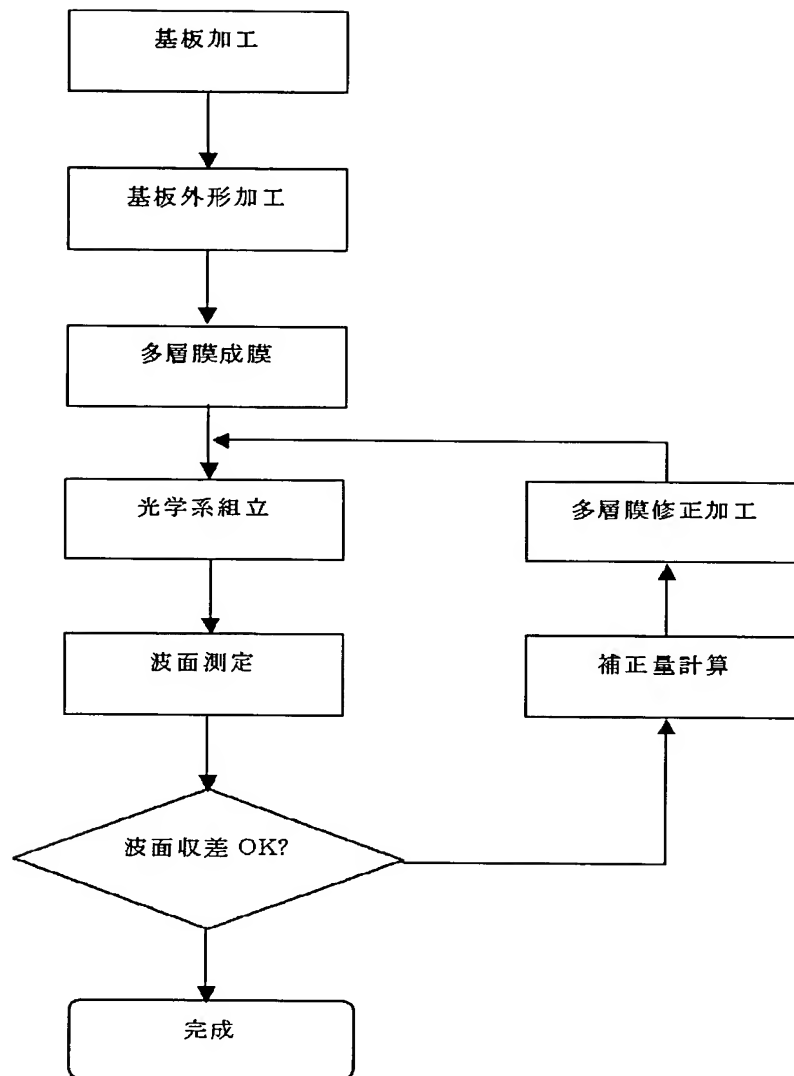 基板加工
基板外形加工
多層膜成膜
光学系組立
多層膜修正加工
波面測定
補正量計算
波面収差 OK?
完成